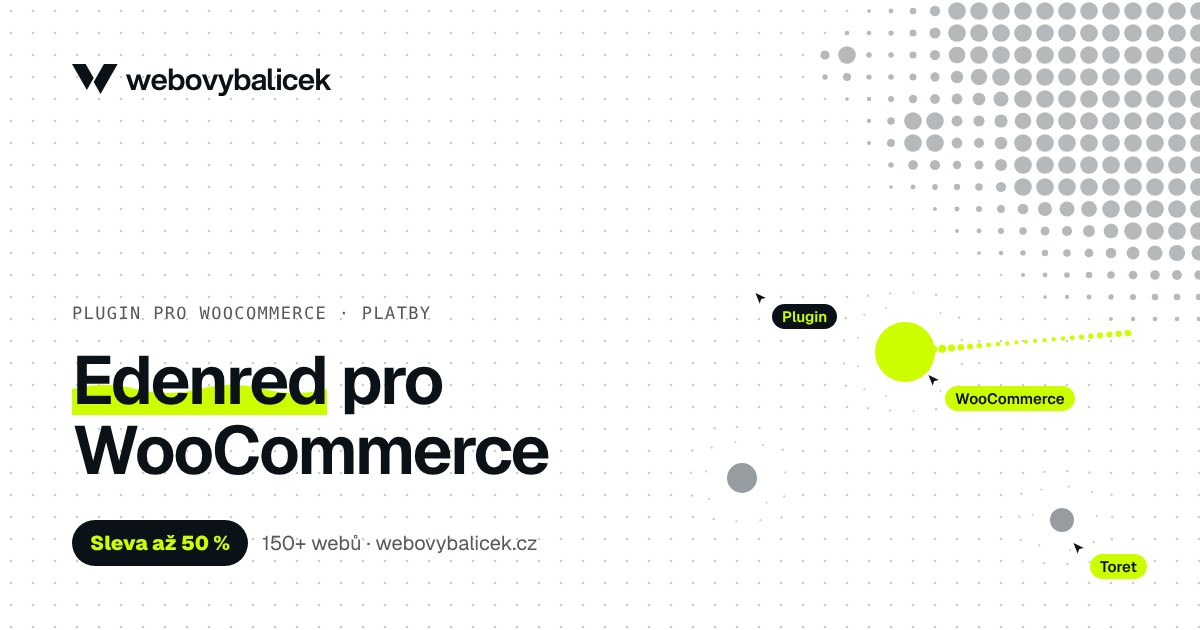 webovybalicek
PLUGIN PRO WOOCOMMERCE · PLATBY
Edenred pro
WooCommerce
Sleva až 50 %
150+ webů · webovybalicek.cz
Plugin
WooCommerce
Toret